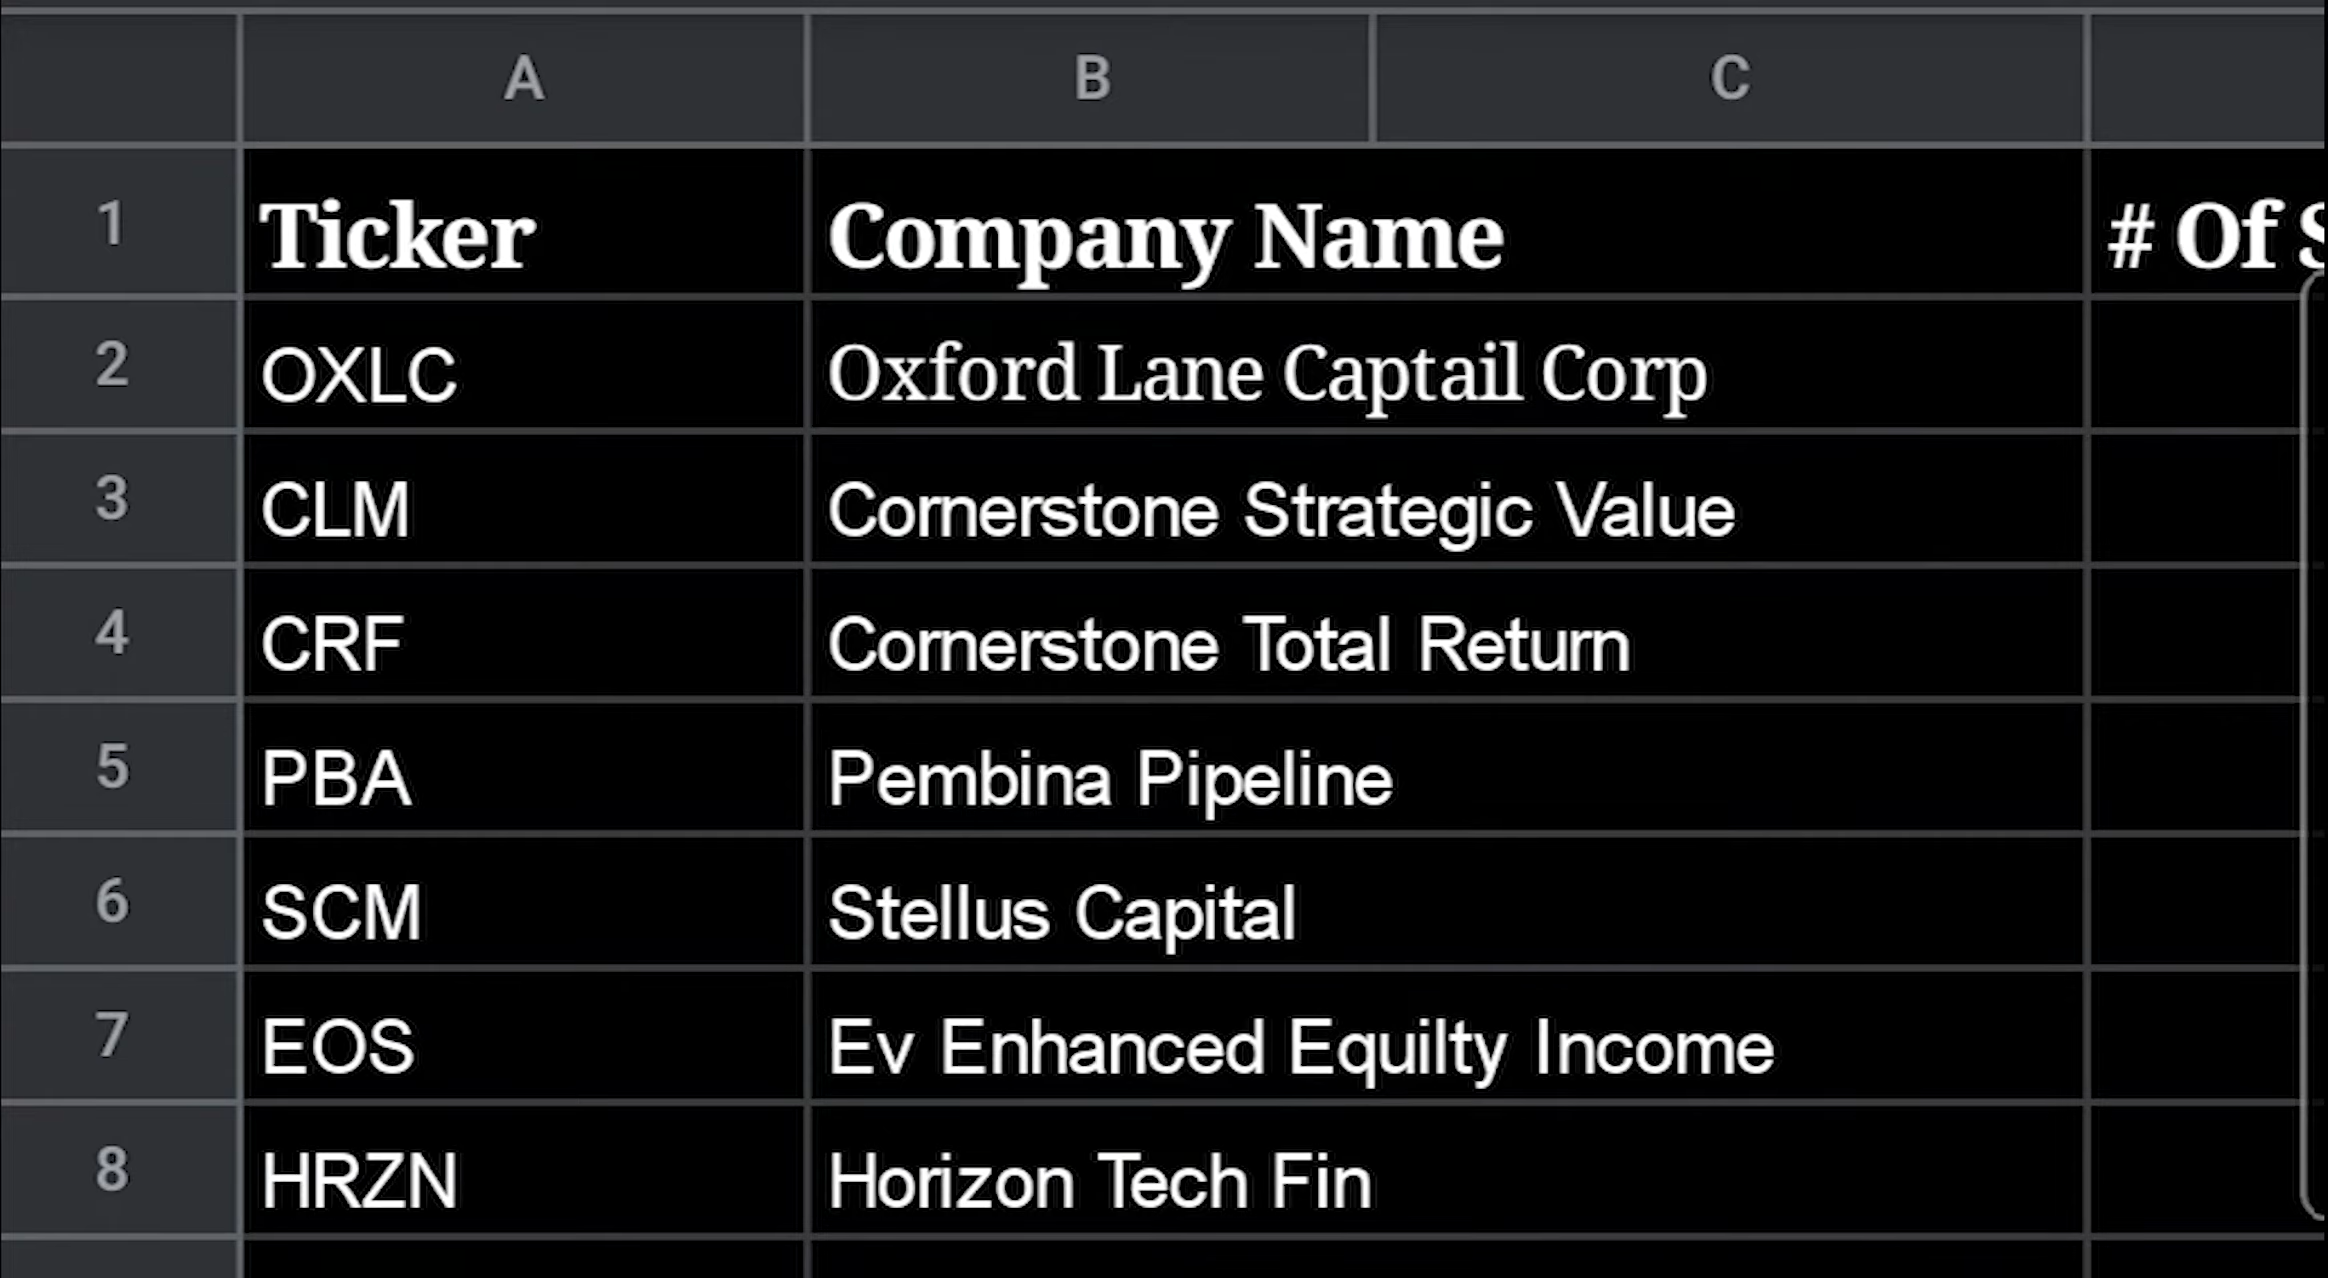 A B C
1 Ticker Company Name # Of
2 OXLC Oxford Lane Captail Corp
3 CLM Cornerstone Strategic Value
4 CRF Cornerstone Total Return
5 PBA Pembina Pipeline
6 SCM Stellus Capital
7 EOS Ev Enhanced Equilty Income
8 HRZN Horizon Tech Fin